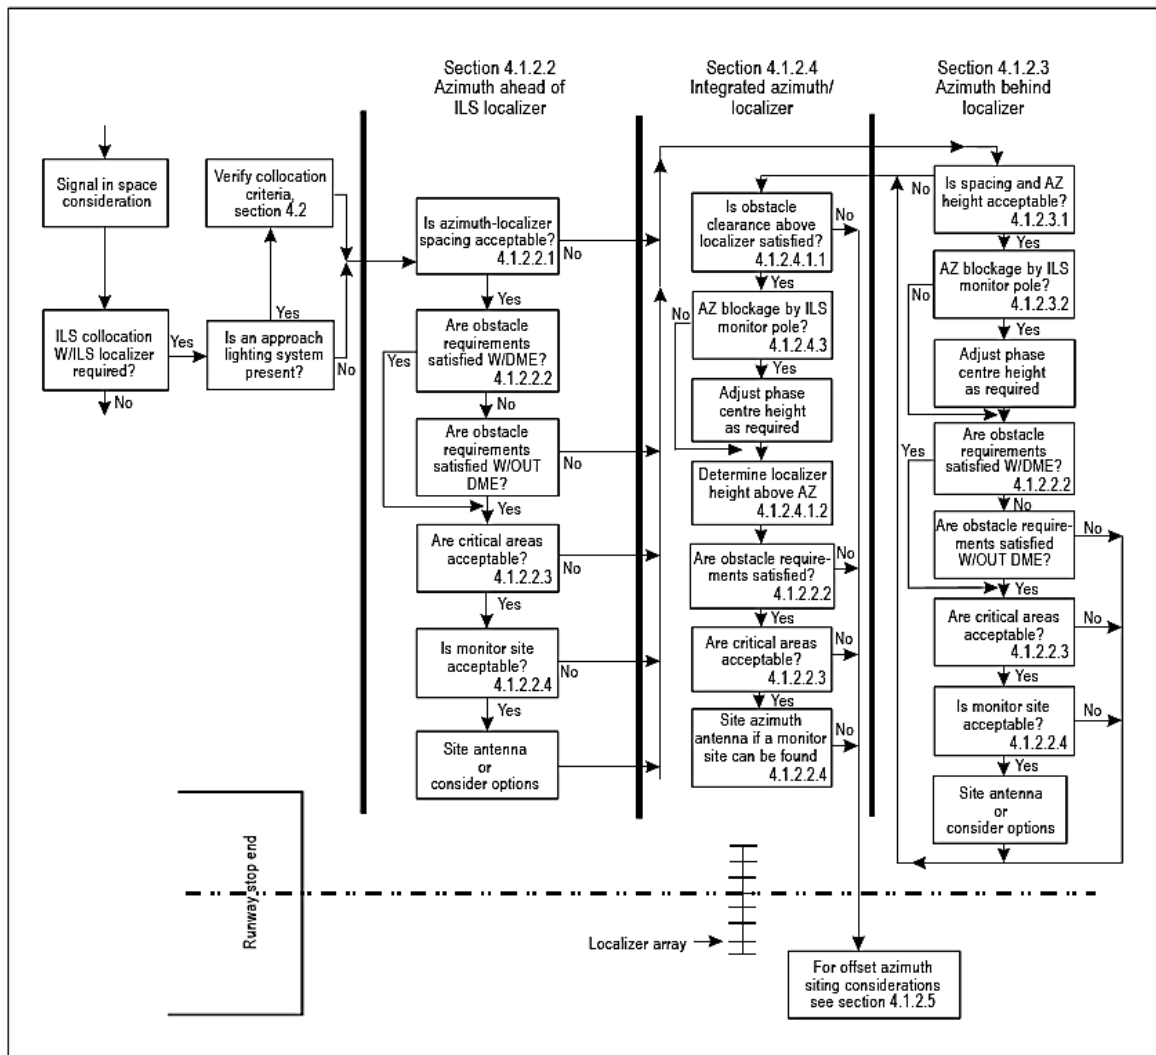 Section 4.1.2.2
Azimuth ahead of
ILS localizer
Section 4.1.2.4
Integrated azimuth/
localizer
Section 4.1.2.3
Azimuth behind
localizer
Signal in space
consideration
ILS collocation
W/ILS localizer
required?
Yes
No
Verify collocation
criteria,
section 4.2
Yes
Is an approach
lighting system
present?
No
Is azimuth-localizer
spacing acceptable?
4.1.2.2.1
No
Yes
Are obstacle
requirements
satisfied W/DME?
4.1.2.2.2
Yes
No
Are obstacle
requirements
satisfied W/OUT
DME?
No
Yes
Are critical areas
acceptable?
4.1.2.2.3
No
Yes
Is monitor site
acceptable?
4.1.2.2.4
No
Yes
Site antenna
or
consider options
Is obstacle
clearance above
localizer satisfied?
4.1.2.4.1.1
No
Yes
AZ blockage by ILS
monitor pole?
4.1.2.4.3
No
Yes
Adjust phase
centre height
as required
Determine localizer
height above AZ
4.1.2.4.1.2
Are obstacle require-
ments satisfied?
4.1.2.2.2
No
Yes
Are critical areas
acceptable?
4.1.2.2.3
No
Yes
Site azimuth
antenna if a monitor
site can be found
4.1.2.2.4
No
Is spacing and AZ
height acceptable?
4.1.2.3.1
No
Yes
AZ blockage by ILS
monitor pole?
4.1.2.3.2
No
Yes
Adjust phase
centre height
as required
Are obstacle
requirements
satisfied W/DME?
4.1.2.2.2
Yes
No
Are obstacle require-
ments satisfied
W/OUT DME?
No
Yes
Are critical areas
acceptable?
4.1.2.2.3
No
Yes
Is monitor site
acceptable?
4.1.2.2.4
No
Yes
Site antenna
or
consider options
Runway stop end
Localizer array
For offset azimuth
siting considerations
see section 4.1.2.5